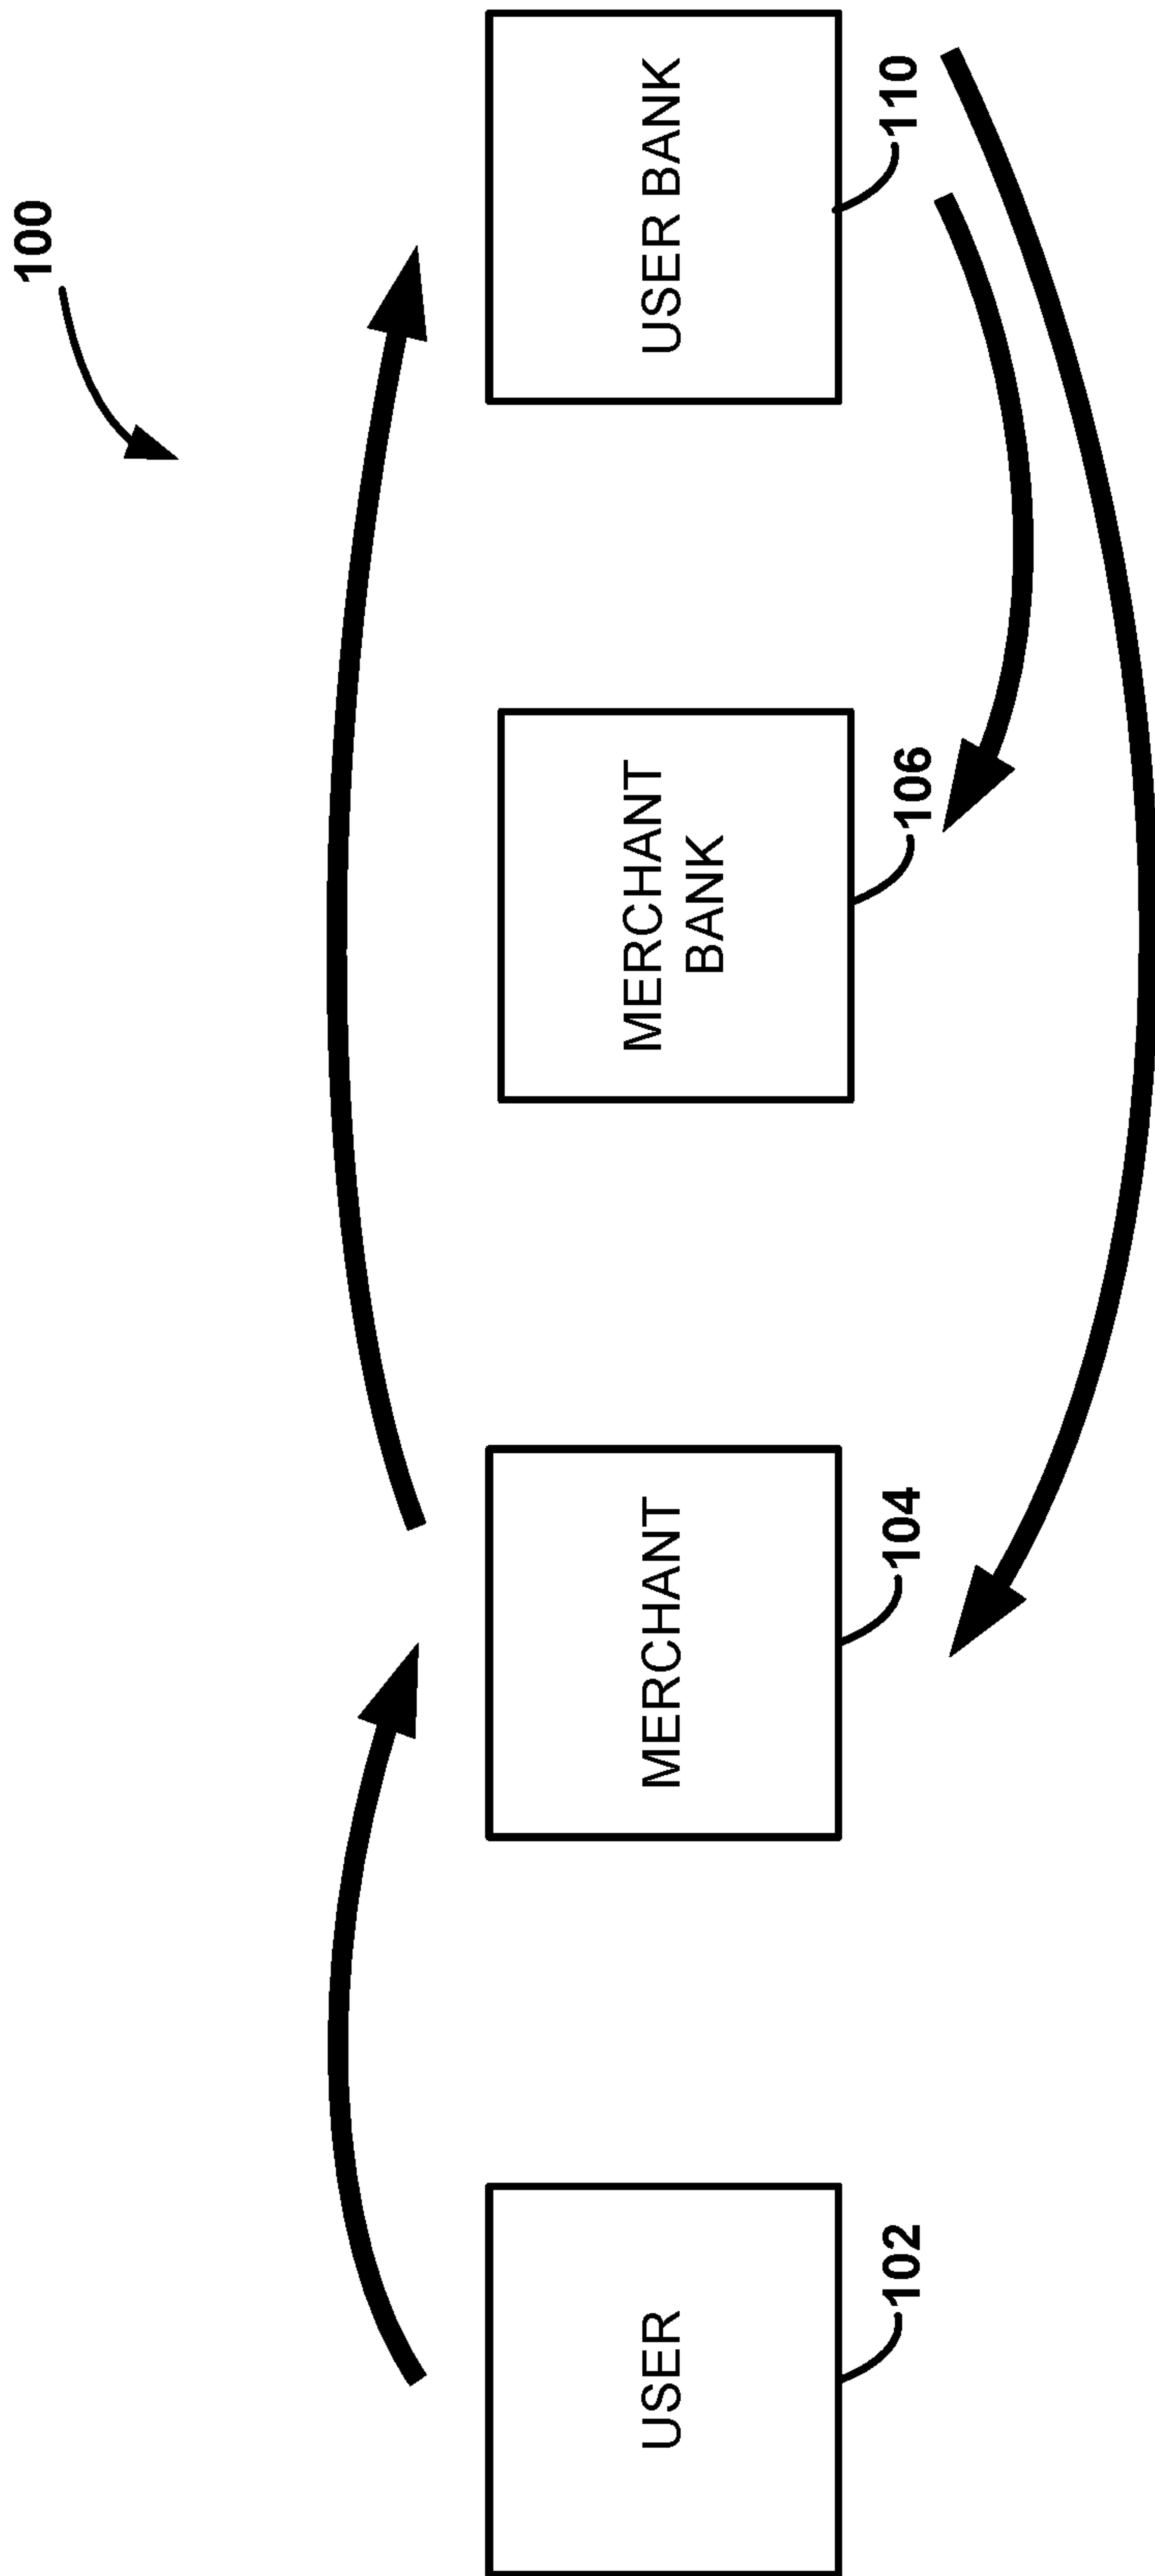 100
USER
MERCHANT
MERCHANT
BANK
USER BANK
102
104
106
110